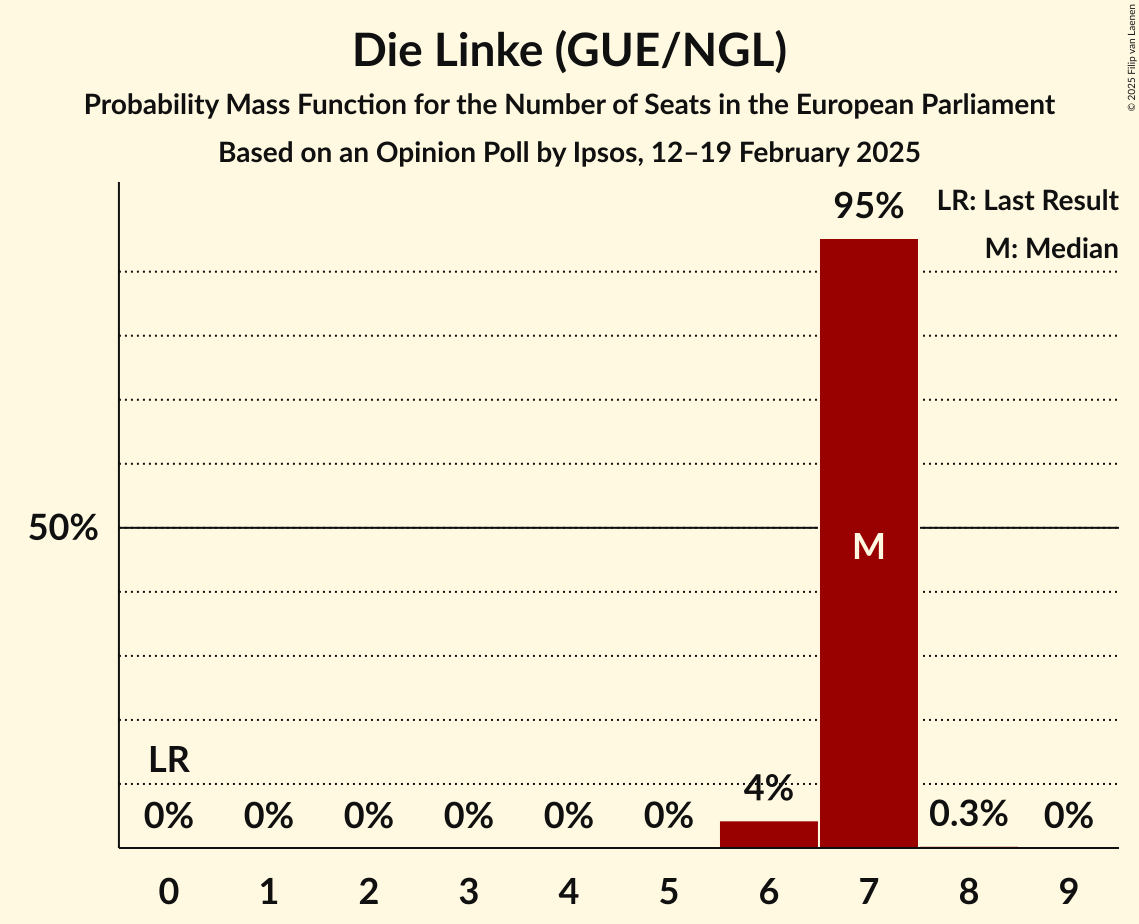 Die Linke (GUE/NGL)
Probability Mass Function for the Number of Seats in the European Parliament
Based on an Opinion Poll by Ipsos, 12–19 February 2025
© 2025 Filip van Laenen
LR: Last Result
M: Median
95%
50%
M
LR
0% 0% 0% 0% 0% 0% 4% 0.3% 0%
0 1 2 3 4 5 6 7 8 9